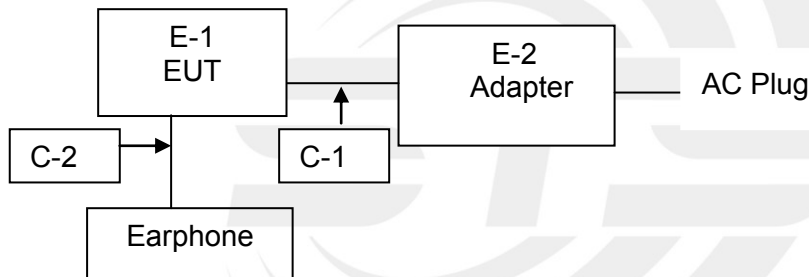 E-1
EUT
E-2
Adapter
AC Plug
C-2
C-1
Earphone